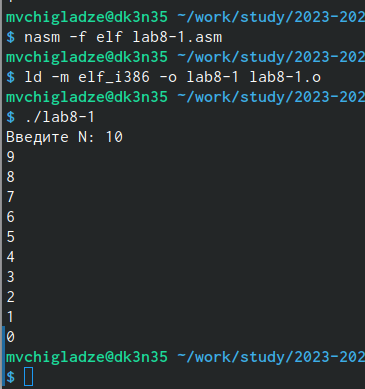 mvchigladze@dk3n35 ~/work/study/2023-202
$ nasm -f elf lab8-1.asm
mvchigladze@dk3n35 ~/work/study/2023-202
$ ld -m elf_i386 -o lab8-1 lab8-1.o
mvchigladze@dk3n35 ~/work/study/2023-202
$ ./lab8-1
Введите N: 10
9
8
7
6
5
4
3
2
1
0
mvchigladze@dk3n35 ~/work/study/2023-202
$